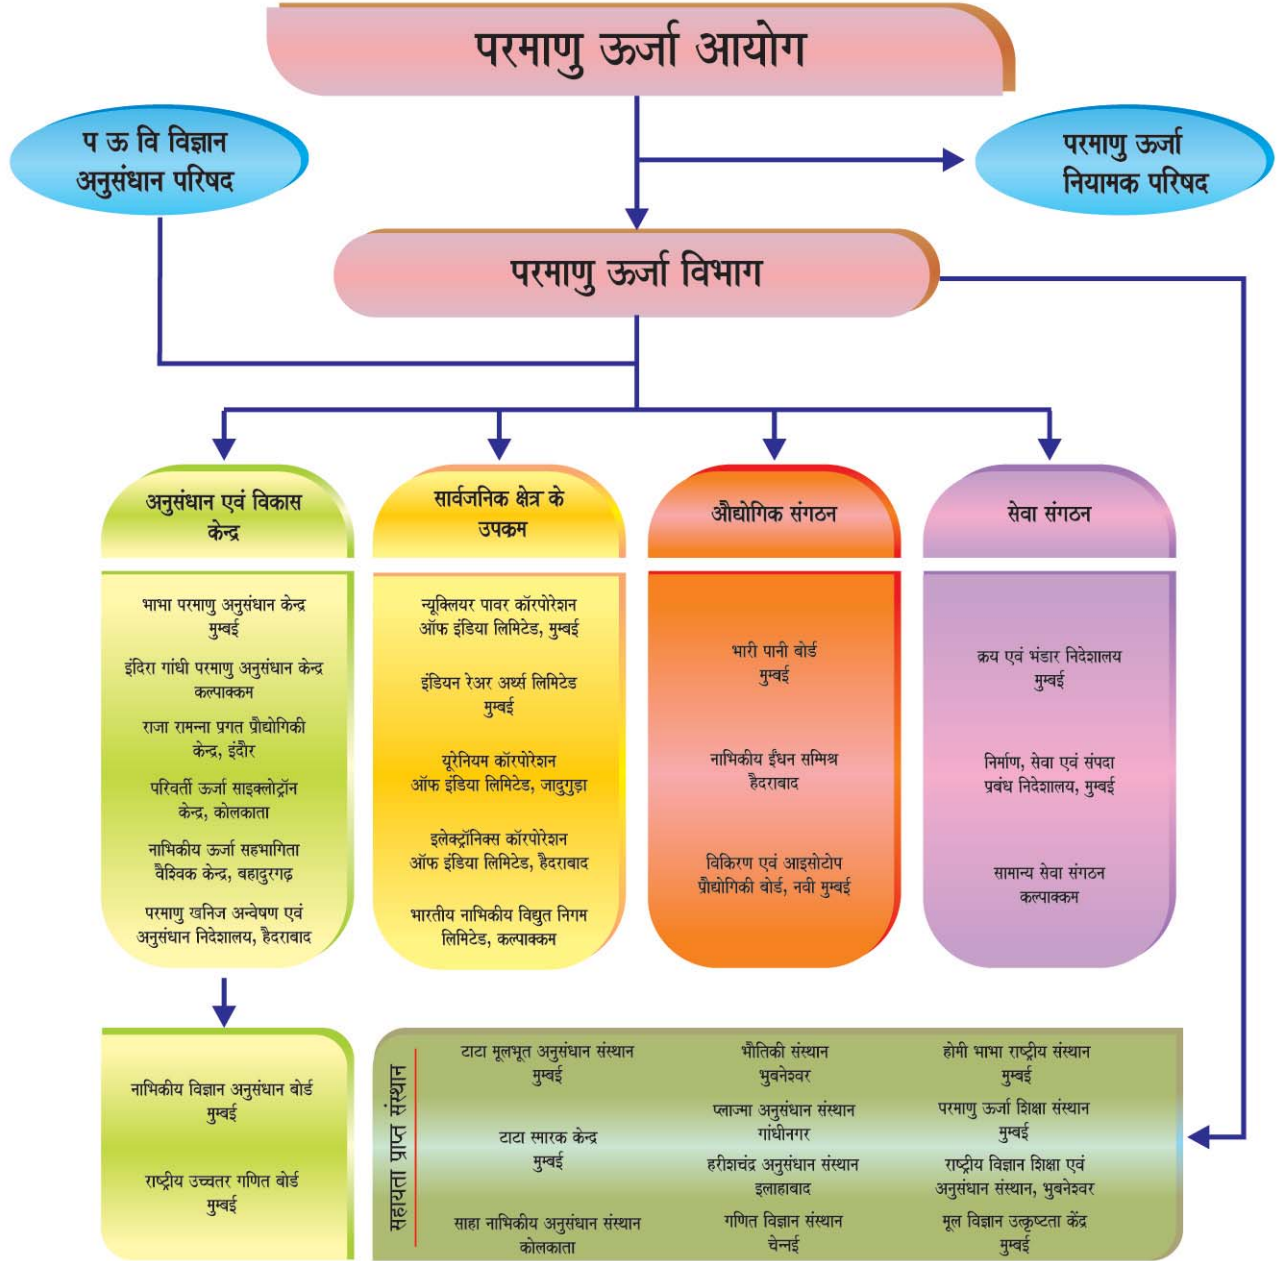 परमाणु ऊर्जा आयोग
प ऊ वि विज्ञान
अनुसंधान परिषद
परमाणु ऊर्जा
नियामक परिषद
परमाणु ऊर्जा विभाग
अनुसंधान एवं विकास
केन्द्र
भाभा परमाणु अनुसंधान केन्द्र
मुम्बई
इंदिरा गांधी परमाणु अनुसंधान केन्द्र
कल्पाक्कम
राजा रामन्ना प्रगत प्रौद्योगिकी
केन्द्र, इंदौर
परिवर्ती ऊर्जा साइक्लोट्रॉन
केन्द्र, कोलकाता
नाभिकीय ऊर्जा सहभागिता
वैश्विक केन्द्र, बहादुरगढ़
परमाणु खनिज अन्वेषण एवं
अनुसंधान निदेशालय, हैदराबाद
सार्वजनिक क्षेत्र के
उपक्रम
न्यूक्लियर पावर कॉरपोरेशन
ऑफ इंडिया लिमिटेड, मुम्बई
इंडियन रेअर अर्थ्स लिमिटेड
मुम्बई
यूरेनियम कॉरपोरेशन
ऑफ इंडिया लिमिटेड, जादुगुड़ा
इलेक्ट्रॉनिक्स कॉरपोरेशन
ऑफ इंडिया लिमिटेड, हैदराबाद
भारतीय नाभिकीय विद्युत निगम
लिमिटेड, कल्पाक्कम
औद्योगिक संगठन
भारी पानी बोर्ड
मुम्बई
नाभिकीय ईंधन सम्मिश्र
हैदराबाद
विकिरण एवं आइसोटोप
प्रौद्योगिकी बोर्ड, नवी मुम्बई
सेवा संगठन
क्रय एवं भंडार निदेशालय
मुम्बई
निर्माण, सेवा एवं संपदा
प्रबंध निदेशालय, मुम्बई
सामान्य सेवा संगठन
कल्पाक्कम
नाभिकीय विज्ञान अनुसंधान बोर्ड
मुम्बई
राष्ट्रीय उच्चतर गणित बोर्ड
मुम्बई
सहायता प्राप्त संस्थान
टाटा मूलभूत अनुसंधान संस्थान
मुम्बई
टाटा स्मारक केन्द्र
मुम्बई
साहा नाभिकीय अनुसंधान संस्थान
कोलकाता
भौतिकी संस्थान
भुबनेश्वर
प्लाज्मा अनुसंधान संस्थान
गांधीनगर
हरीशचंद्र अनुसंधान संस्थान
इलाहाबाद
गणित विज्ञान संस्थान
चेन्नई
होमी भाभा राष्ट्रीय संस्थान
मुम्बई
परमाणु ऊर्जा शिक्षा संस्थान
मुम्बई
राष्ट्रीय विज्ञान शिक्षा एवं
अनुसंधान संस्थान, भुबनेश्वर
मूल विज्ञान उत्कृष्टता केंद्र
मुम्बई